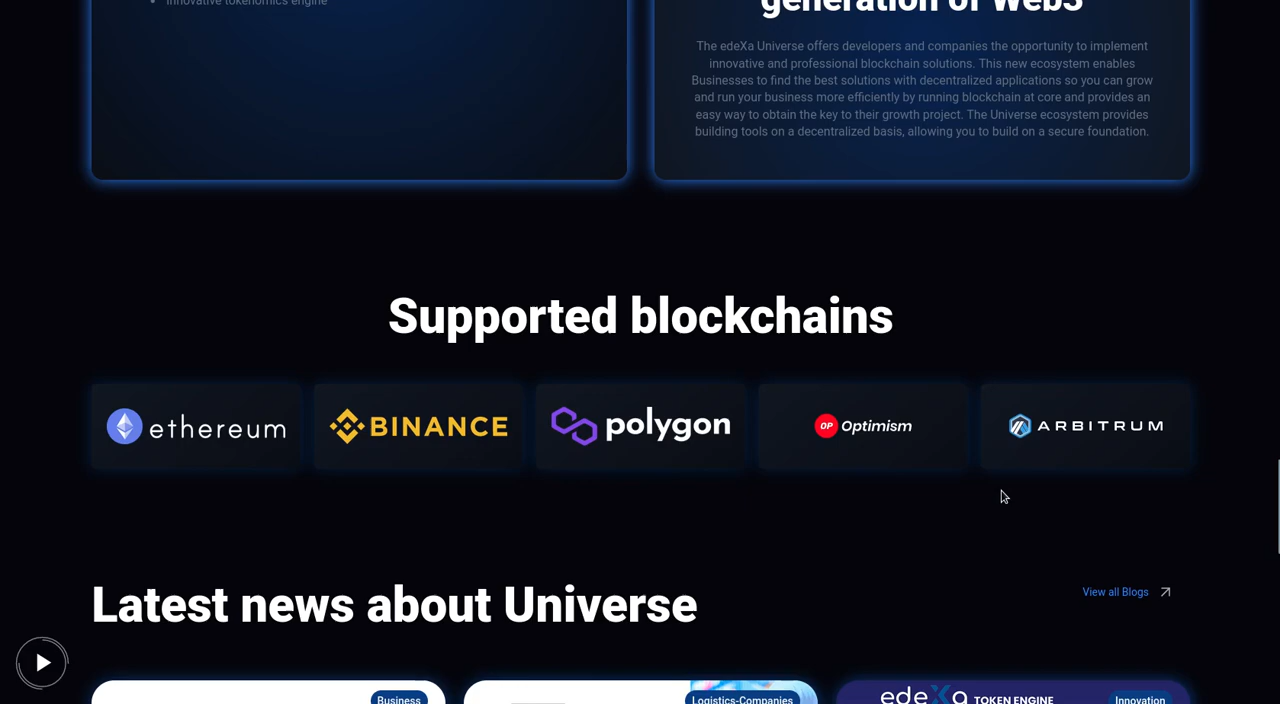 Innovative tokenomics engine
generation of Web3
The edeXa Universe offers developers and companies the opportunity to implement
innovative and professional blockchain solutions. This new ecosystem enables
Businesses to find the best solutions with decentralized applications so you can grow
and run your business more efficiently by running blockchain at core and provides an
easy way to obtain the key to their growth project. The Universe ecosystem provides
building tools on a decentralized basis, allowing you to build on a secure foundation.
Supported blockchains
ethereum
BINANCE
polygon
OP Optimism
ARBITRUM
Latest news about Universe
View all Blogs
Business
Logistics-Companies
edeXa TOKEN ENGINE
Innovation